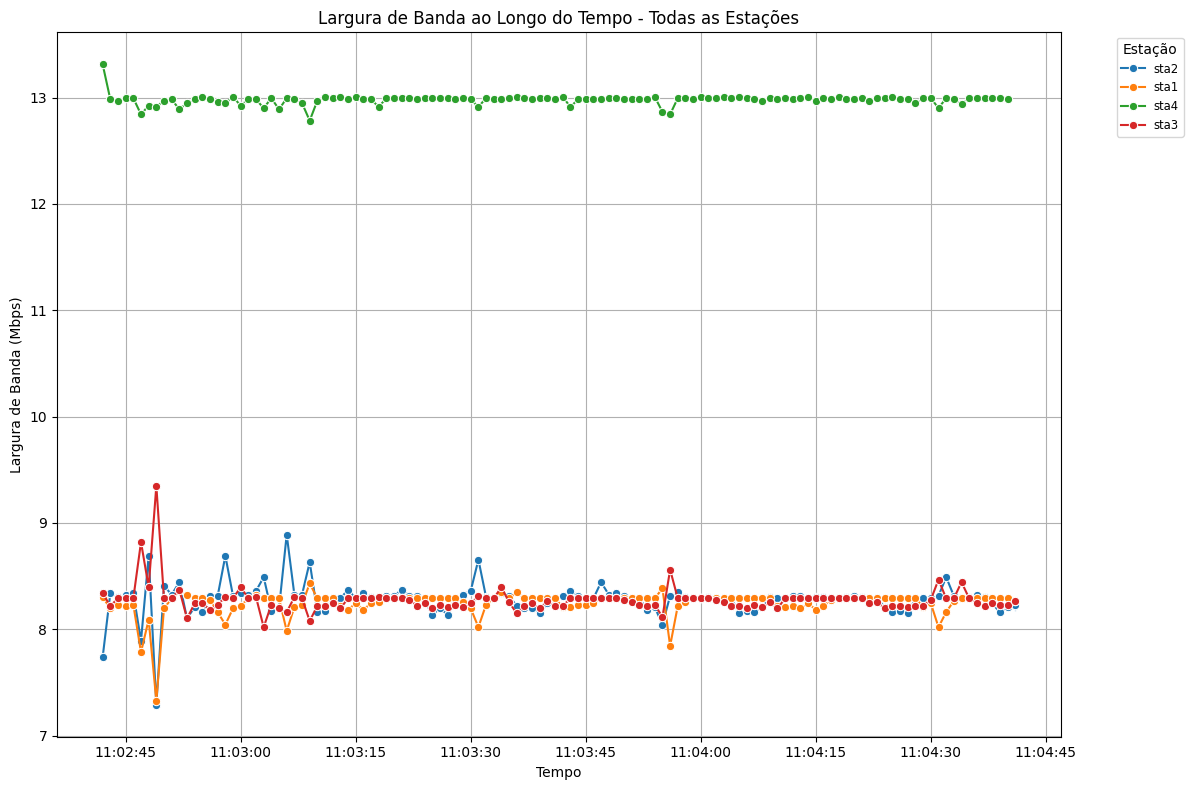 Largura de Banda ao Longo do Tempo - Todas as Estações
Estação
sta2
sta1
sta4
sta3
Largura de Banda (Mbps)
13
12
11
10
9
8
7
11:02:45 11:03:00 11:03:15 11:03:30 11:03:45 11:04:00 11:04:15 11:04:30 11:04:45
Tempo